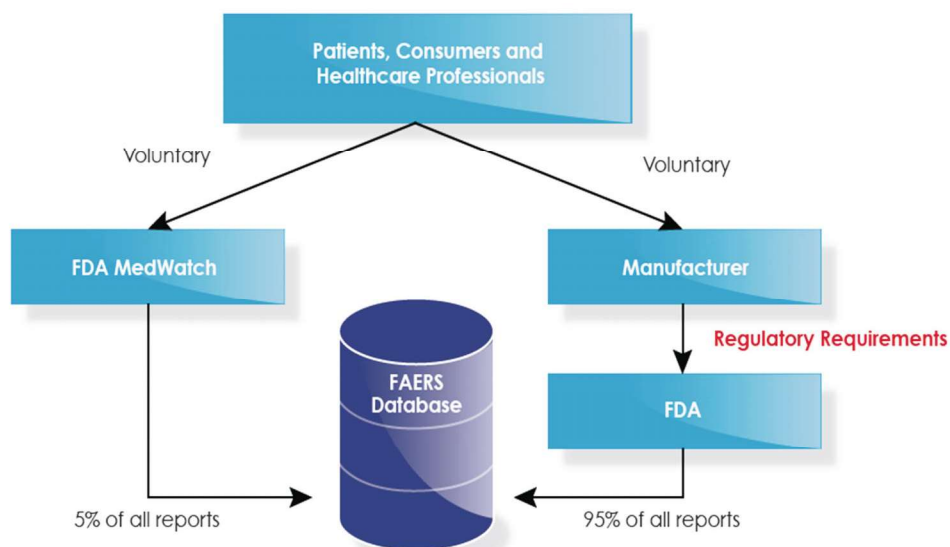 Patients, Consumers and
Healthcare Professionals
Voluntary
Voluntary
FDA MedWatch
Manufacturer
Regulatory Requirements
FAERS
Database
FDA
5% of all reports
95% of all reports